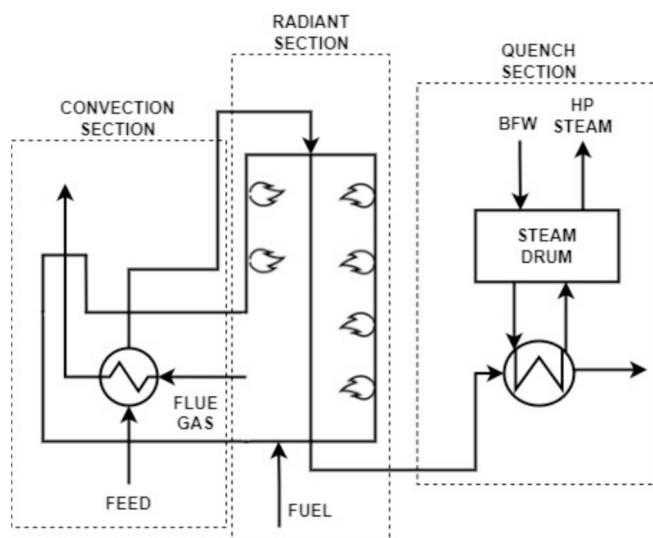 RADIANT
SECTION
QUENCH
SECTION
CONVECTION
SECTION
BFW
HP
STEAM
STEAM
DRUM
FLUE
GAS
FEED
FUEL